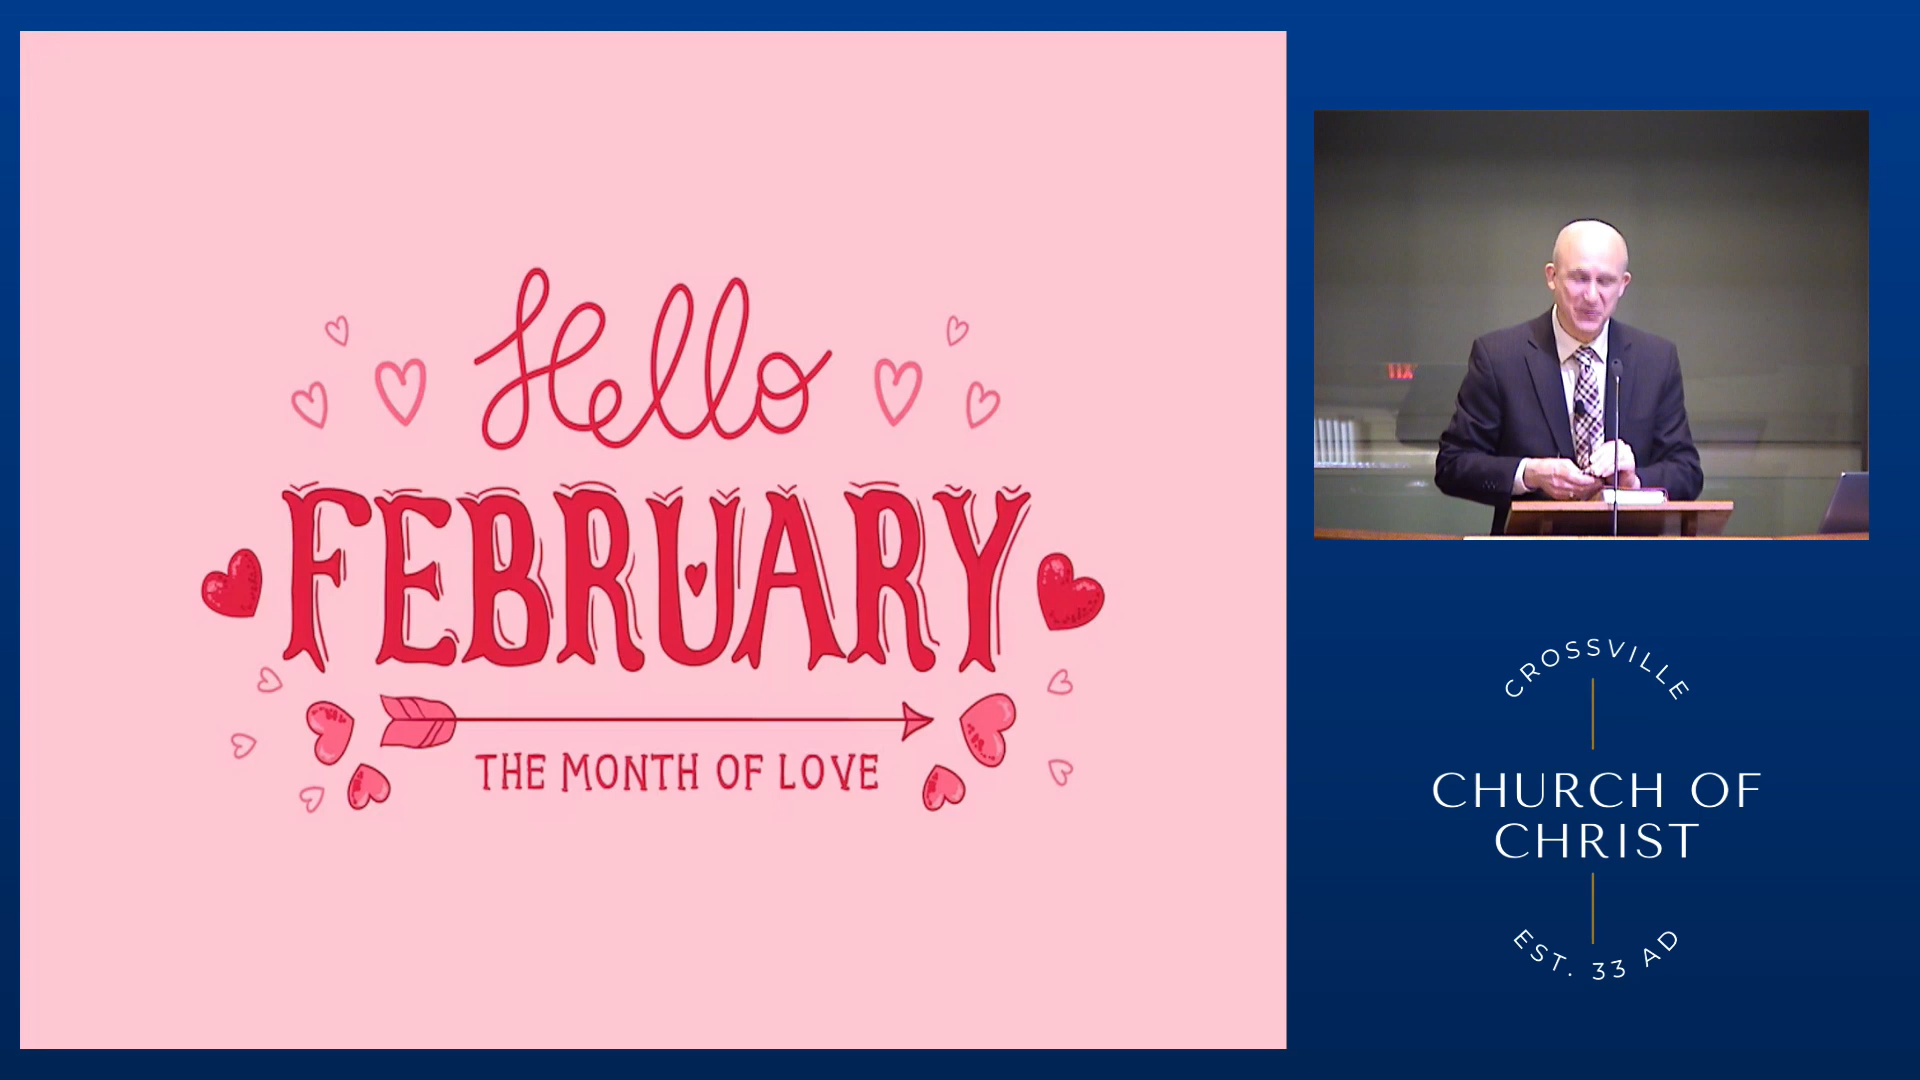 Hello
FEBRUARY
THE MONTH OF LOVE
CROSSVILLE
CHURCH OF
CHRIST
EST. 33 AD